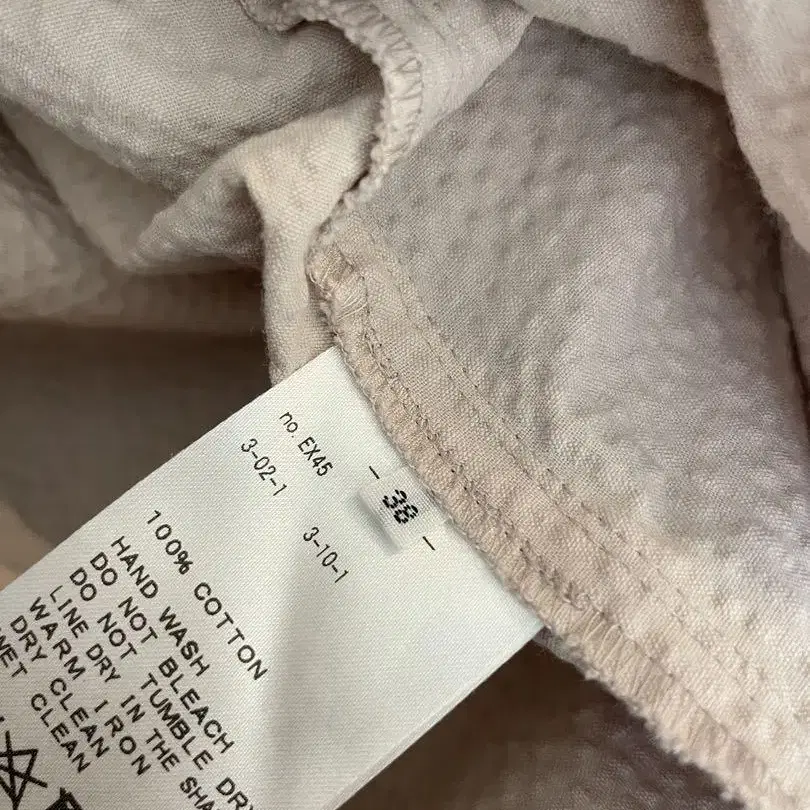 no. EX45
- 38 -
3-02-1
3-10-1
100% COTTON
HAND WASH
DO NOT BLEACH
DO NOT TUMBLE DRY
LINE DRY IN THE SHA
WARM IRON
DRY CLEAN
WET CLEAN